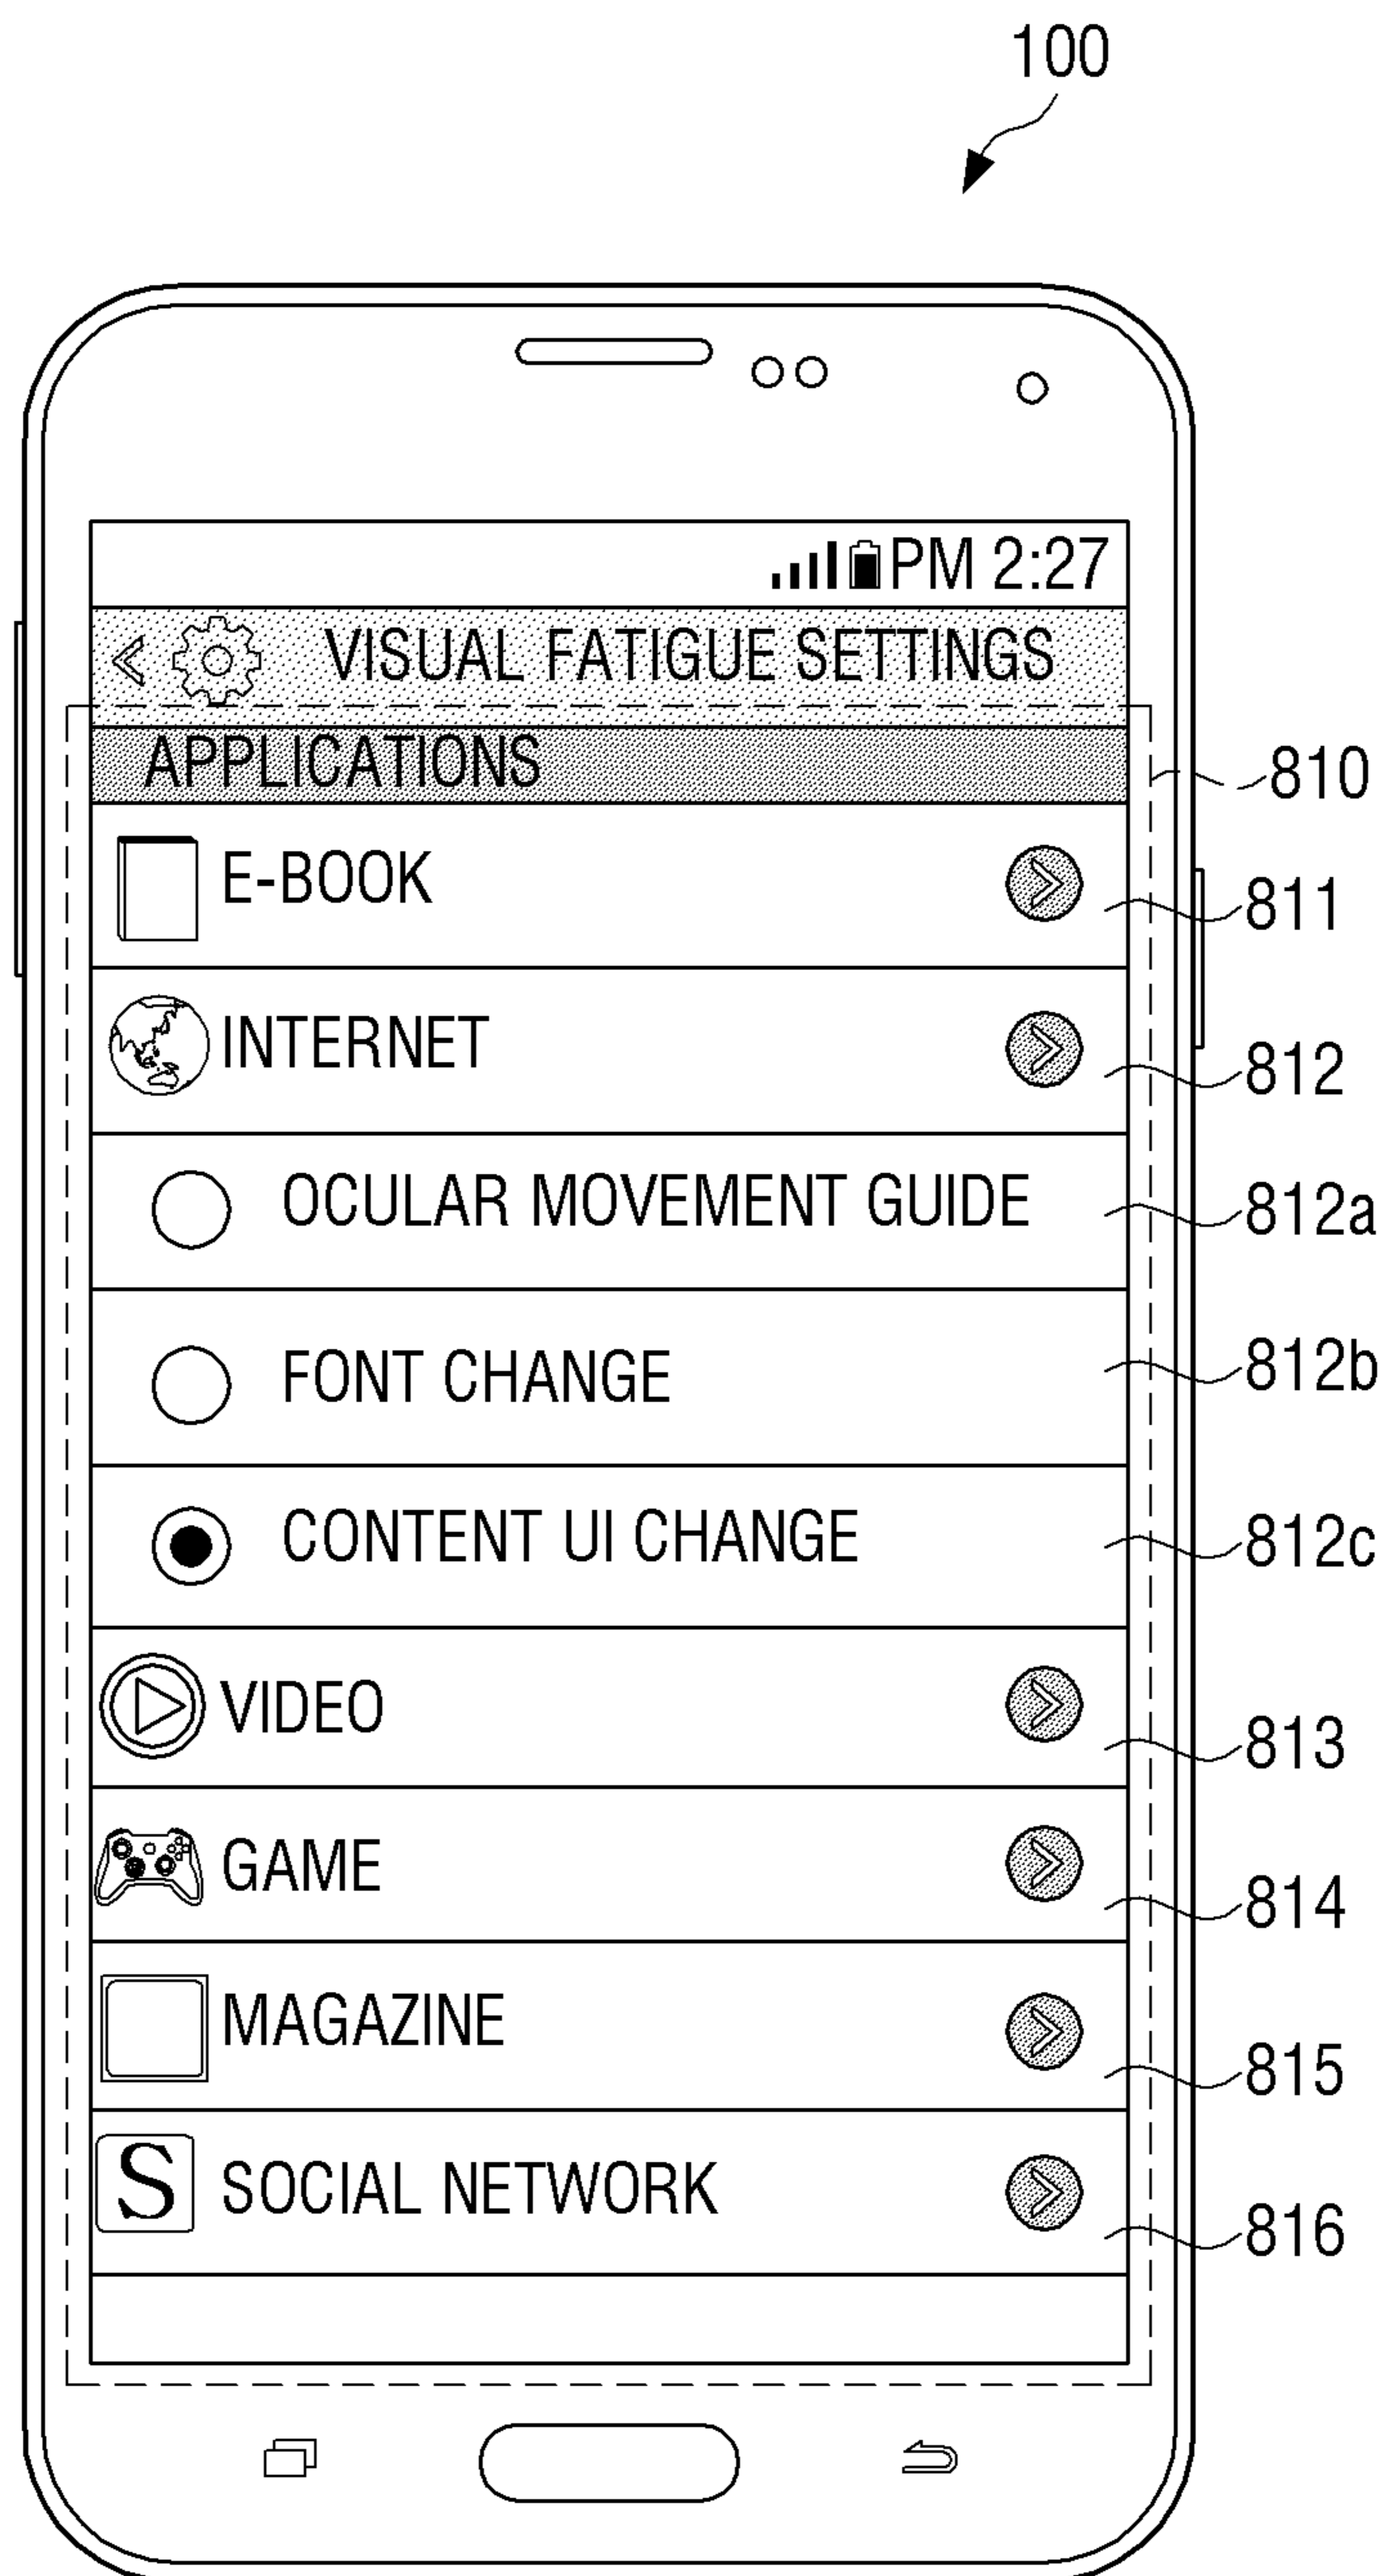 100
PM 2:27
VISUAL FATIGUE SETTINGS
APPLICATIONS
810
E-BOOK
811
INTERNET
812
OCULAR MOVEMENT GUIDE
812a
FONT CHANGE
812b
CONTENT UI CHANGE
812c
VIDEO
813
GAME
814
MAGAZINE
815
S
SOCIAL NETWORK
816